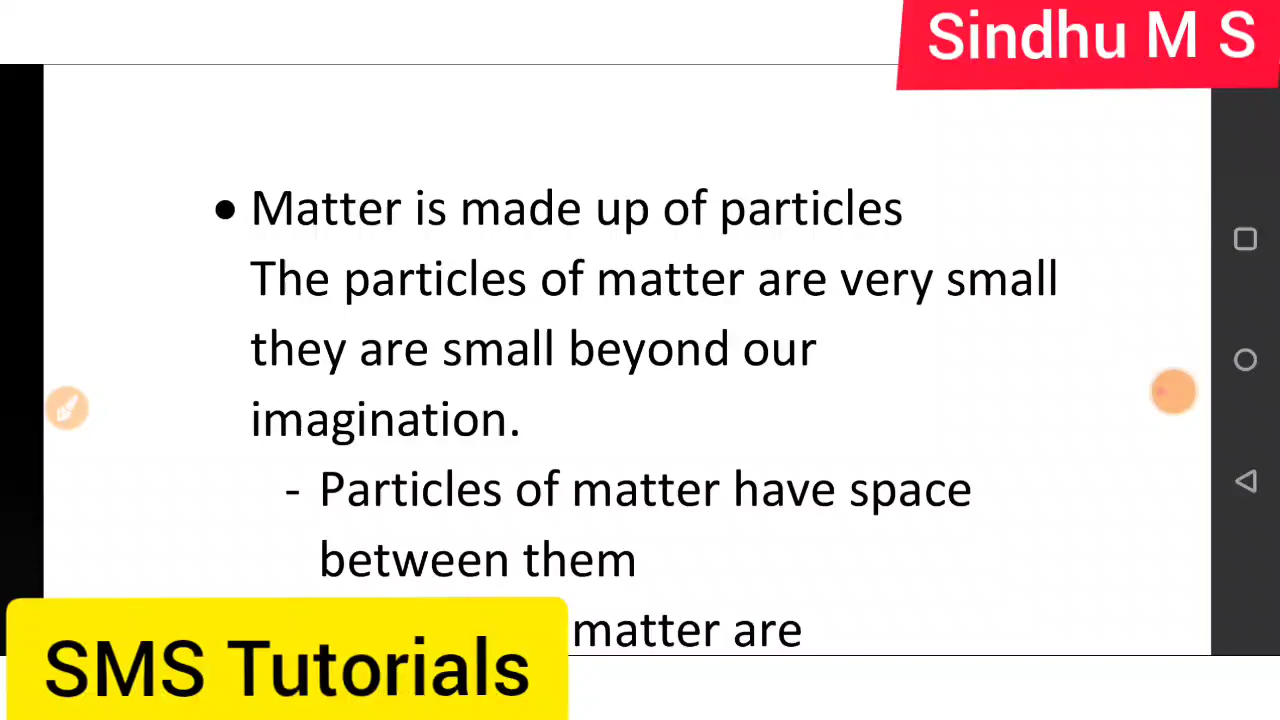 Sindhu M S
• Matter is made up of particles
The particles of matter are very small
they are small beyond our
imagination.
- Particles of matter have space
between them
matter are
SMS Tutorials